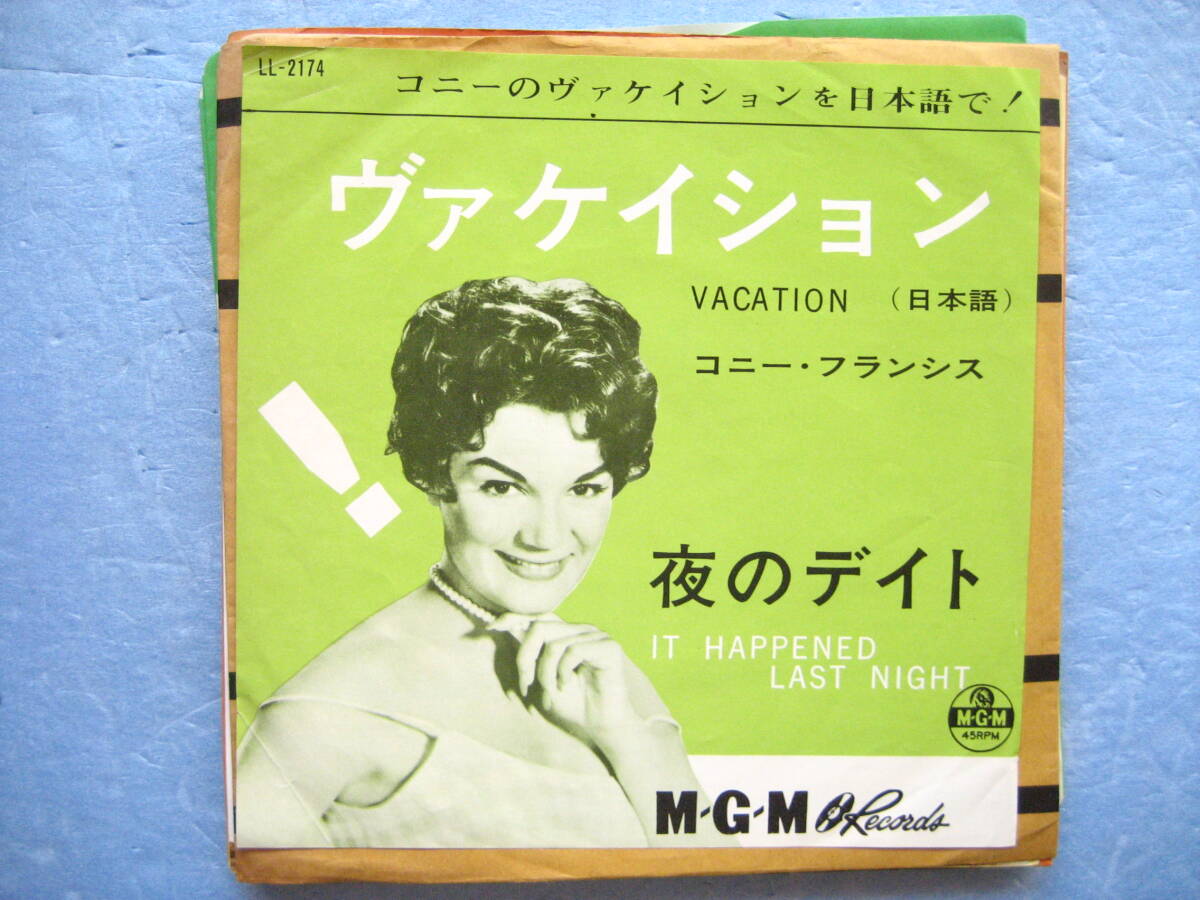 LL-2174
コニーのヴァケイションを日本語で!
ヴァケイション
VACATION (日本語)
コニー・フランシス
!
夜のデイト
IT HAPPENED
LAST NIGHT
M-G-M
45RPM
M-G-M Records